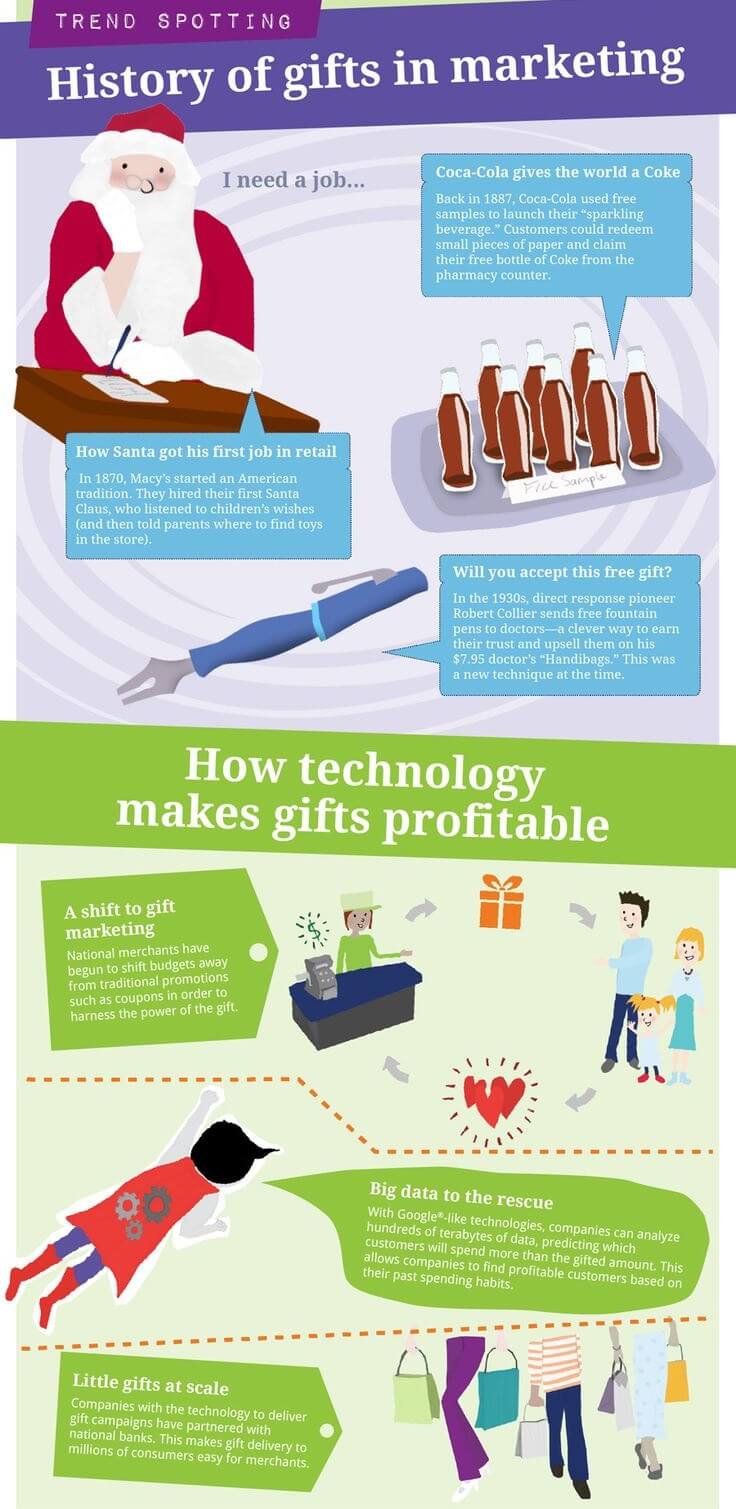 TREND SPOTTING
History of gifts in marketing
I need a job...
Coca-Cola gives the world a Coke
Back in 1887, Coca-Cola used free
samples to launch their “sparkling
beverage.” Customers could redeem
small pieces of paper and claim
their free bottle of Coke from the
pharmacy counter.
Free Sample
How Santa got his first job in retail
In 1870, Macy’s started an American
tradition. They hired their first Santa
Claus, who listened to children’s wishes
(and then told parents where to find toys
in the store).
Will you accept this free gift?
In the 1930s, direct response pioneer
Robert Collier sends free fountain
pens to doctors—a clever way to earn
their trust and upsell them on his
$7.95 doctor’s “Handibags.” This was
a new technique at the time.
How technology
makes gifts profitable
A shift to gift
marketing
National merchants have
begun to shift budgets away
from traditional promotions
such as coupons in order to
harness the power of the gift.
$
Big data to the rescue
With Google®-like technologies, companies can analyze
hundreds of terabytes of data, predicting which
customers will spend more than the gifted amount. This
allows companies to find profitable customers based on
their past spending habits.
Little gifts at scale
Companies with the technology to deliver
gift campaigns have partnered with
national banks. This makes gift delivery to
millions of consumers easy for merchants.